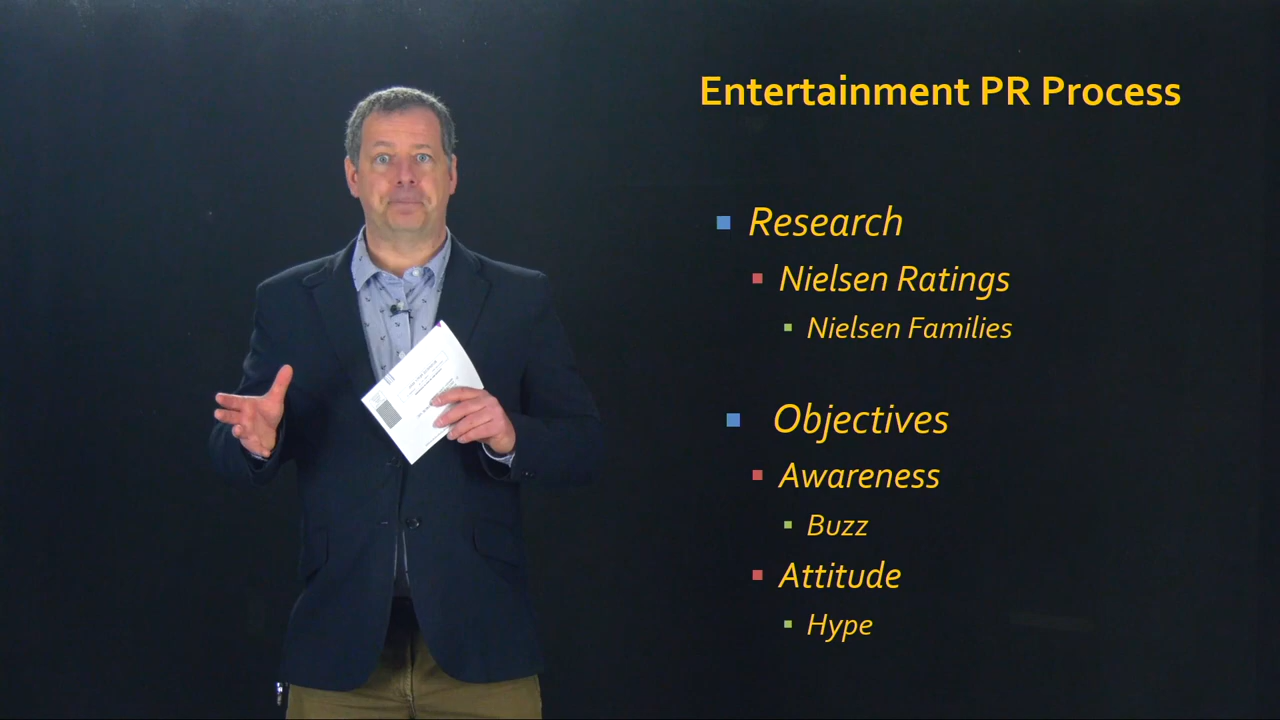 Entertainment PR Process
Research
Nielsen Ratings
Nielsen Families
Objectives
Awareness
Buzz
Attitude
Hype